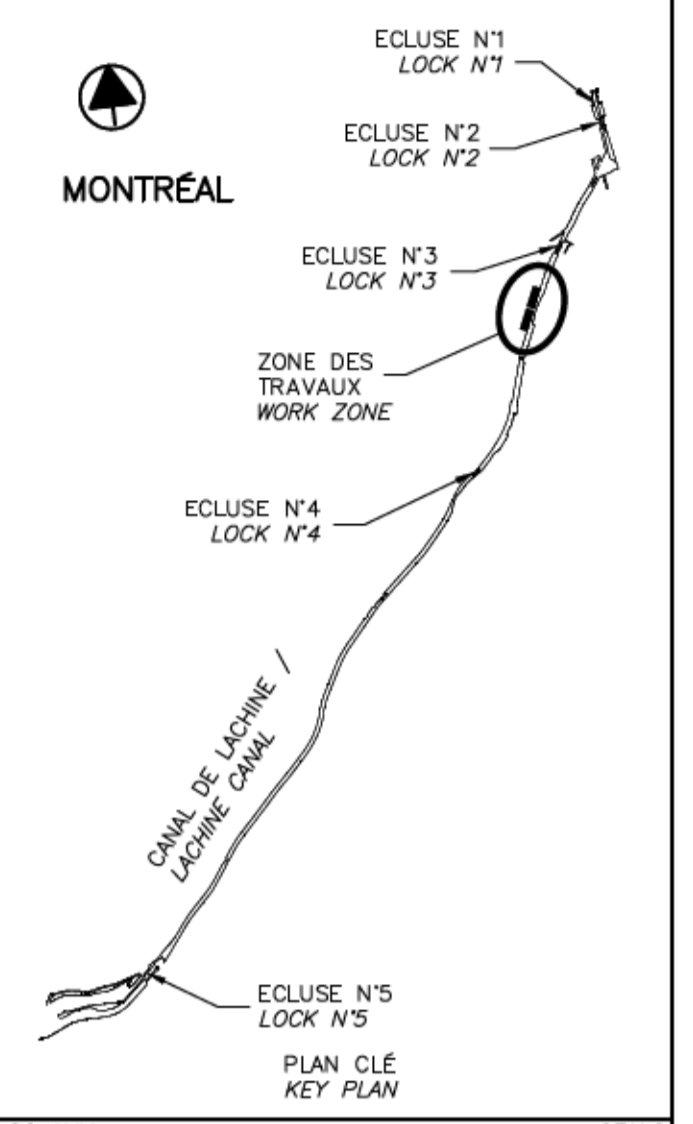 ECLUSE N°1
LOCK N°1
ECLUSE N°2
LOCK N°2
MONTRÉAL
ECLUSE N°3
LOCK N°3
ZONE DES
TRAVAUX
WORK ZONE
ECLUSE N°4
LOCK N°4
CANAL DE LACHINE /
LACHINE CANAL
ECLUSE N°5
LOCK N°5
PLAN CLÉ
KEY PLAN